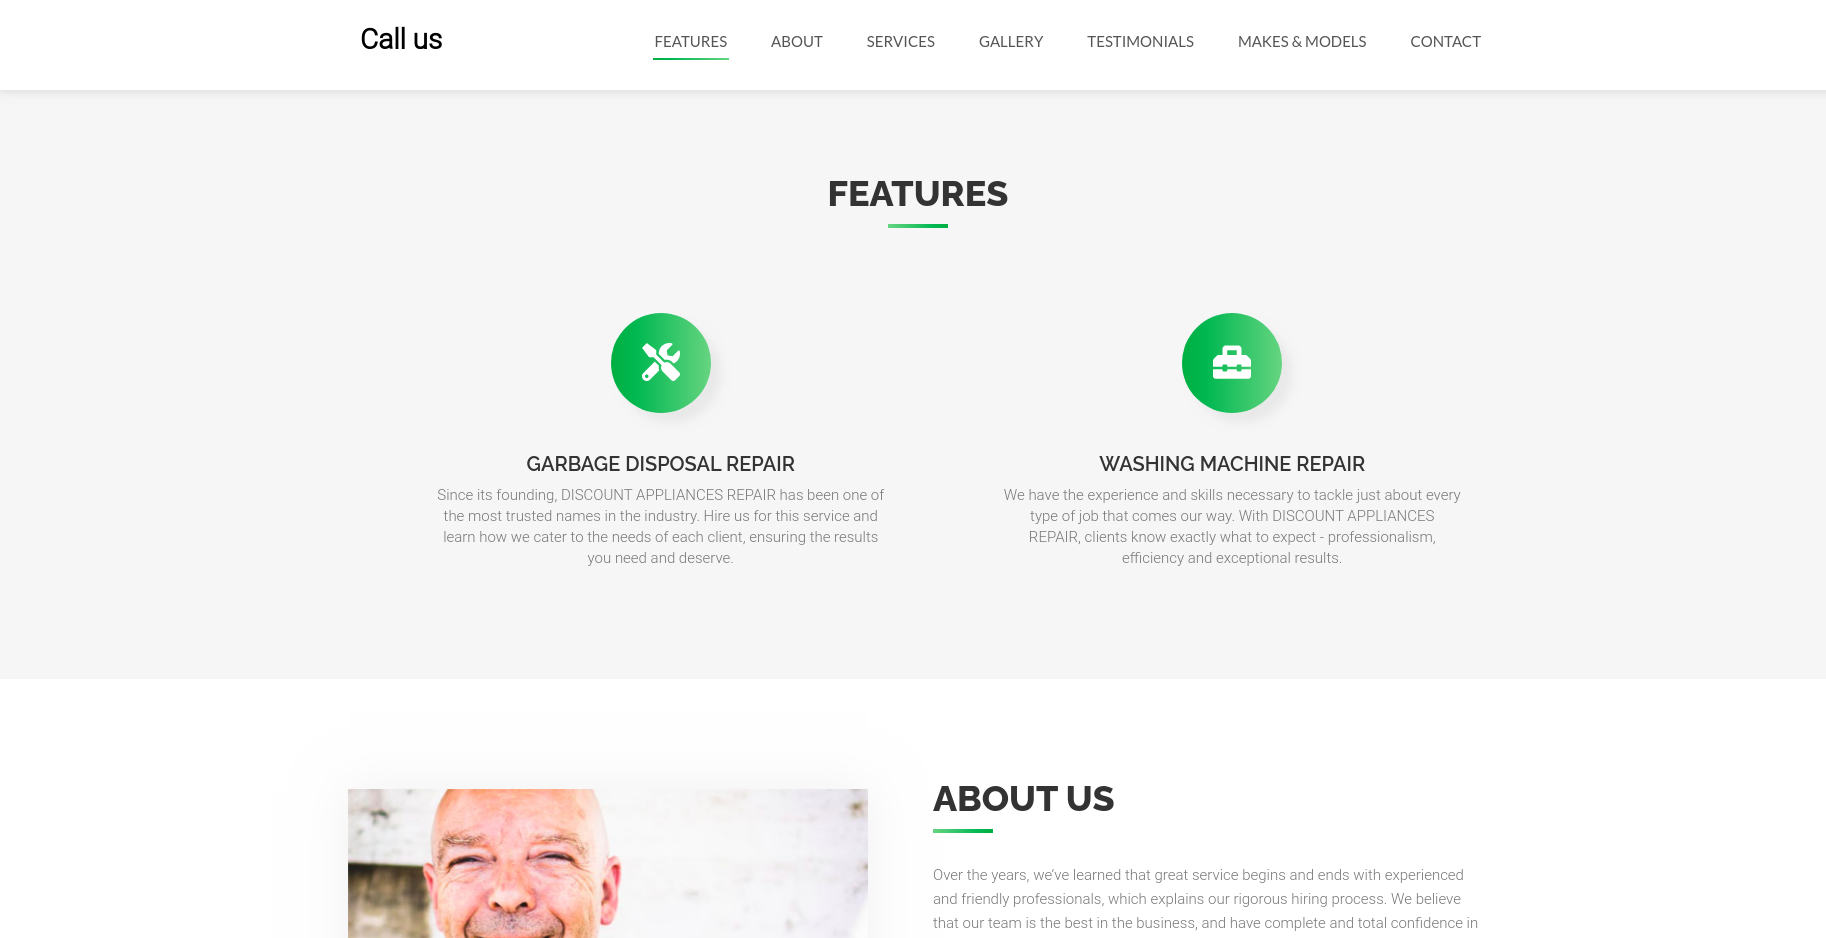 Call us
FEATURES
ABOUT
SERVICES
GALLERY
TESTIMONIALS
MAKES & MODELS
CONTACT
FEATURES
GARBAGE DISPOSAL REPAIR
Since its founding, DISCOUNT APPLIANCES REPAIR has been one of
the most trusted names in the industry. Hire us for this service and
learn how we cater to the needs of each client, ensuring the results
you need and deserve.
WASHING MACHINE REPAIR
We have the experience and skills necessary to tackle just about every
type of job that comes our way. With DISCOUNT APPLIANCES
REPAIR, clients know exactly what to expect - professionalism,
efficiency and exceptional results.
ABOUT US
Over the years, we’ve learned that great service begins and ends with experienced
and friendly professionals, which explains our rigorous hiring process. We believe
that our team is the best in the business, and have complete and total confidence in